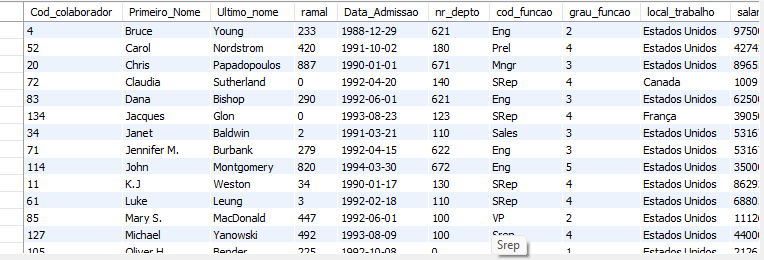 Cod_colaborador Primeiro_Nome Ultimo_nome ramal Data_Admissao nr_depto cod_funcao grau_funcao local_trabalho salar
4 Bruce Young 233 1988-12-29 621 Eng 2 Estados Unidos 97500
52 Carol Nordstrom 420 1991-10-02 180 Prel 4 Estados Unidos 4274
20 Chris Papadopoulos 887 1990-01-01 671 Mngr 3 Estados Unidos 8965
72 Claudia Sutherland 0 1992-04-20 140 SRep 4 Canada 1009
83 Dana Bishop 290 1992-06-01 621 Eng 3 Estados Unidos 62500
134 Jacques Glon 0 1993-08-23 123 SRep 4 França 39050
34 Janet Baldwin 2 1991-03-21 110 Sales 3 Estados Unidos 5316
71 Jennifer M. Burbank 279 1992-04-15 622 Eng 3 Estados Unidos 5316
114 John Montgomery 820 1994-03-30 672 Eng 5 Estados Unidos 35000
11 K.J Weston 34 1990-01-17 130 SRep 4 Estados Unidos 8629
61 Luke Leung 3 1992-02-18 110 SRep 4 Estados Unidos 6880
85 Mary S. MacDonald 447 1992-06-01 100 VP 2 Estados Unidos 1112
127 Michael Yanowski 492 1993-08-09 100 Srep 4 Estados Unidos 44000
105 Oliver H. Bender 225 1992-10-08 0 1 Estados Unidos 2126
Srep